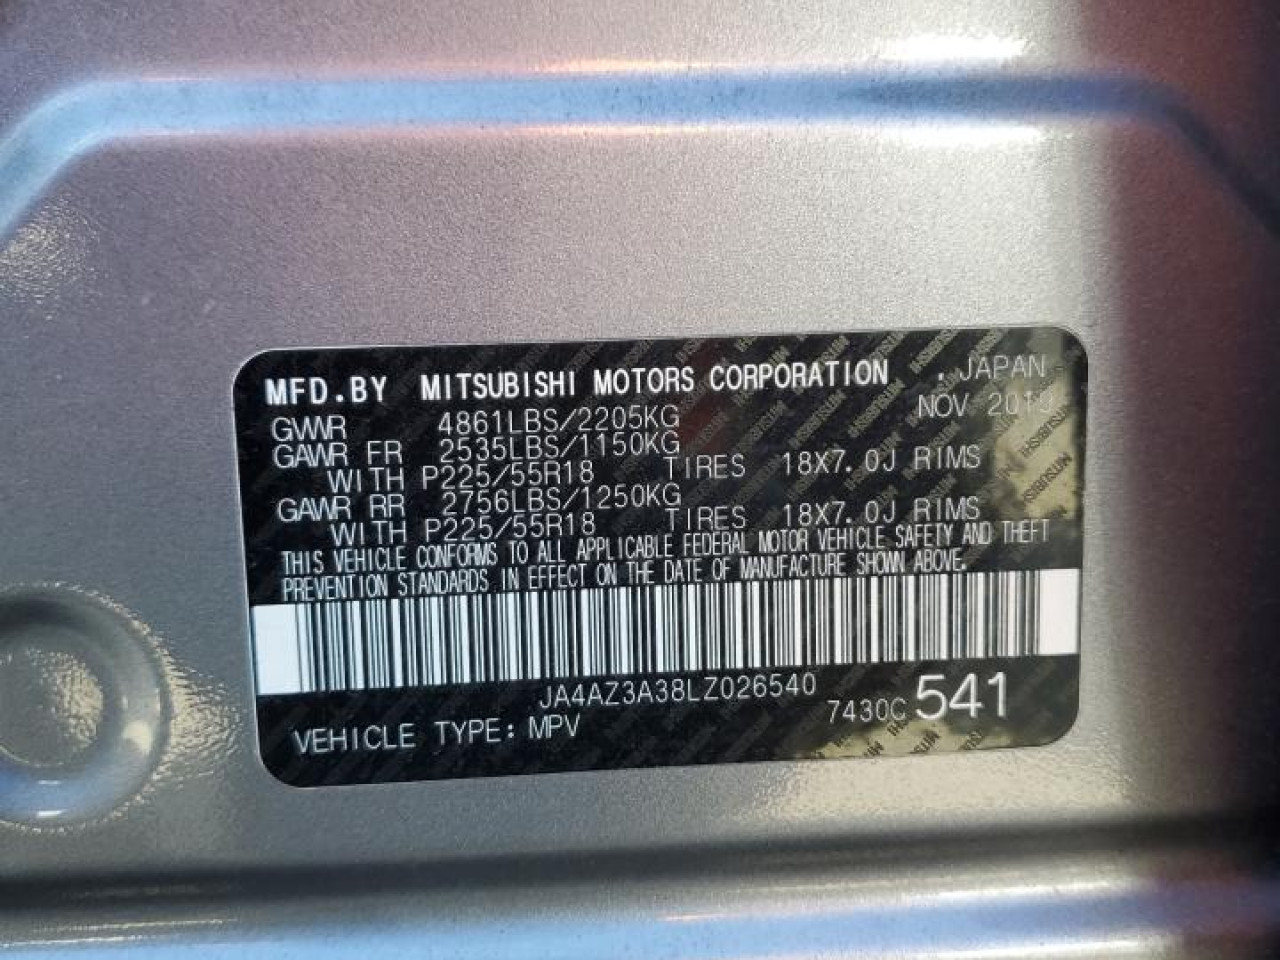 MFD.BY MITSUBISHI MOTORS CORPORATION , JAPAN
GVWR 4861LBS/2205KG NOV 2019
GAWR FR 2535LBS/1150KG
WITH P225/55R18 TIRES 18X7.0J RIMS
GAWR RR 2756LBS/1250KG
WITH P225/55R18 TIRES 18X7.0J RIMS
THIS VEHICLE CONFORMS TO ALL APPLICABLE FEDERAL MOTOR VEHICLE SAFETY AND THEFT
PREVENTION STANDARDS IN EFFECT ON THE DATE OF MANUFACTURE SHOWN ABOVE.
JA4AZ3A38LZ026540
VEHICLE TYPE: MPV 7430C 541